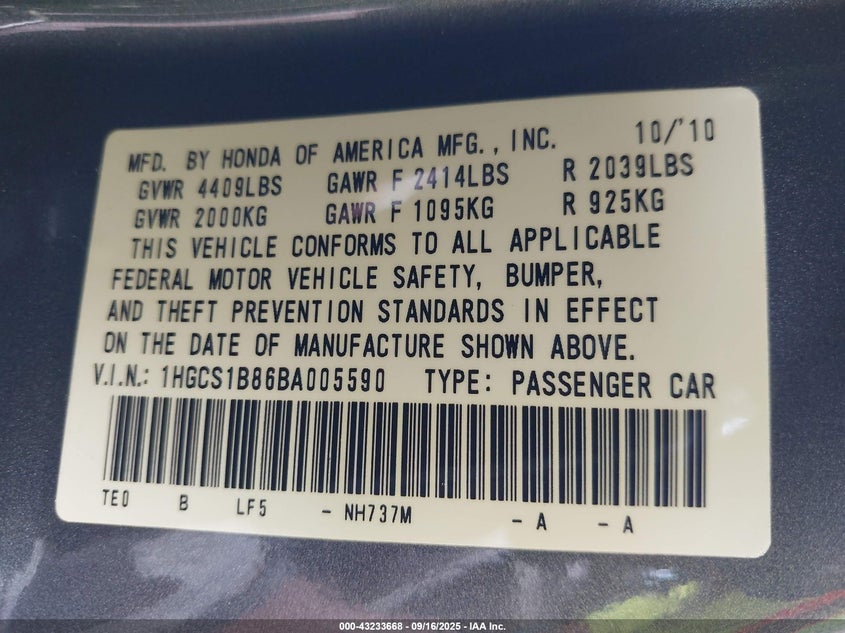 MFD. BY HONDA OF AMERICA MFG., INC. 10/'10
GVWR 4409LBS GAWR F 2414LBS R 2039LBS
GVWR 2000KG GAWR F 1095KG R 925KG
THIS VEHICLE CONFORMS TO ALL APPLICABLE
FEDERAL MOTOR VEHICLE SAFETY, BUMPER,
AND THEFT PREVENTION STANDARDS IN EFFECT
ON THE DATE OF MANUFACTURE SHOWN ABOVE.
V.I.N.: 1HGCS1B86BA005590 TYPE: PASSENGER CAR
TE0 B LF5 - NH737M - A - A
000-43233668 - 09/16/2025 - IAA Inc.